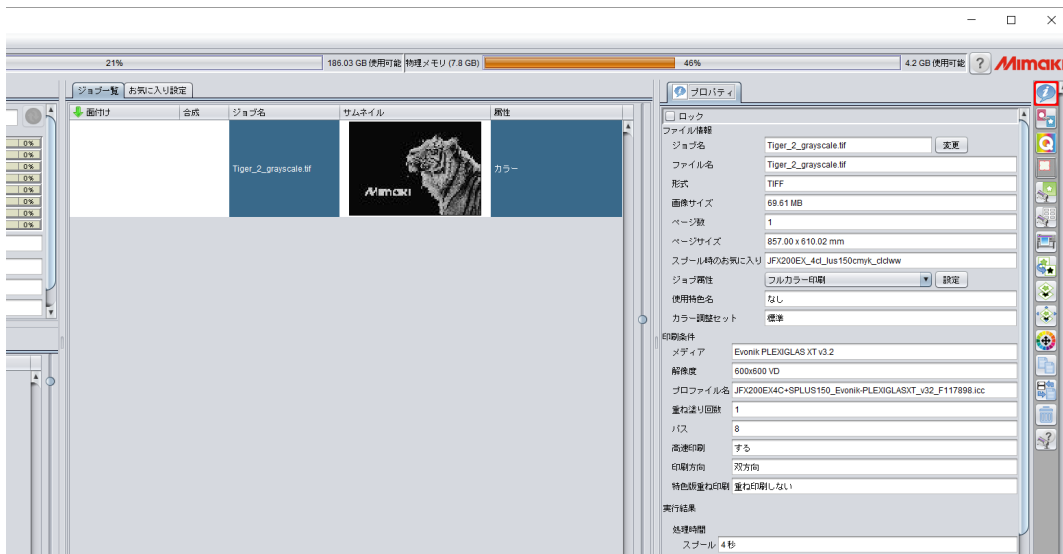 21%
186.03 GB 使用可能 物理メモリ (7.8 GB)
46%
4.2 GB 使用可能
?
Mimaki
ジョブ一覧 お気に入り設定
面付け 合成 ジョブ名 サムネイル 属性
Tiger_2_grayscale.tif
Mimaki
カラー
0%
0%
0%
0%
0%
0%
0%
0%
プロパティ
ロック
ファイル情報
ジョブ名 Tiger_2_grayscale.tif 変更
ファイル名 Tiger_2_grayscale.tif
形式 TIFF
画像サイズ 69.61 MB
ページ数 1
ページサイズ 857.00 x 610.02 mm
スプール時のお気に入り JFX200EX_4cl_lus150cmyk_clclww
ジョブ属性 フルカラー印刷 設定
使用特色名 なし
カラー調整セット 標準
印刷条件
メディア Evonik PLEXIGLAS XT v3.2
解像度 600x600 VD
プロファイル名 JFX200EX4C+SPLUS150_Evonik-PLEXIGLASXT_v32_F117898.icc
重ね塗り回数 1
パス 8
高速印刷 する
印刷方向 双方向
特色版重ね印刷 重ね印刷しない
実行結果
処理時間
スプール 4 秒